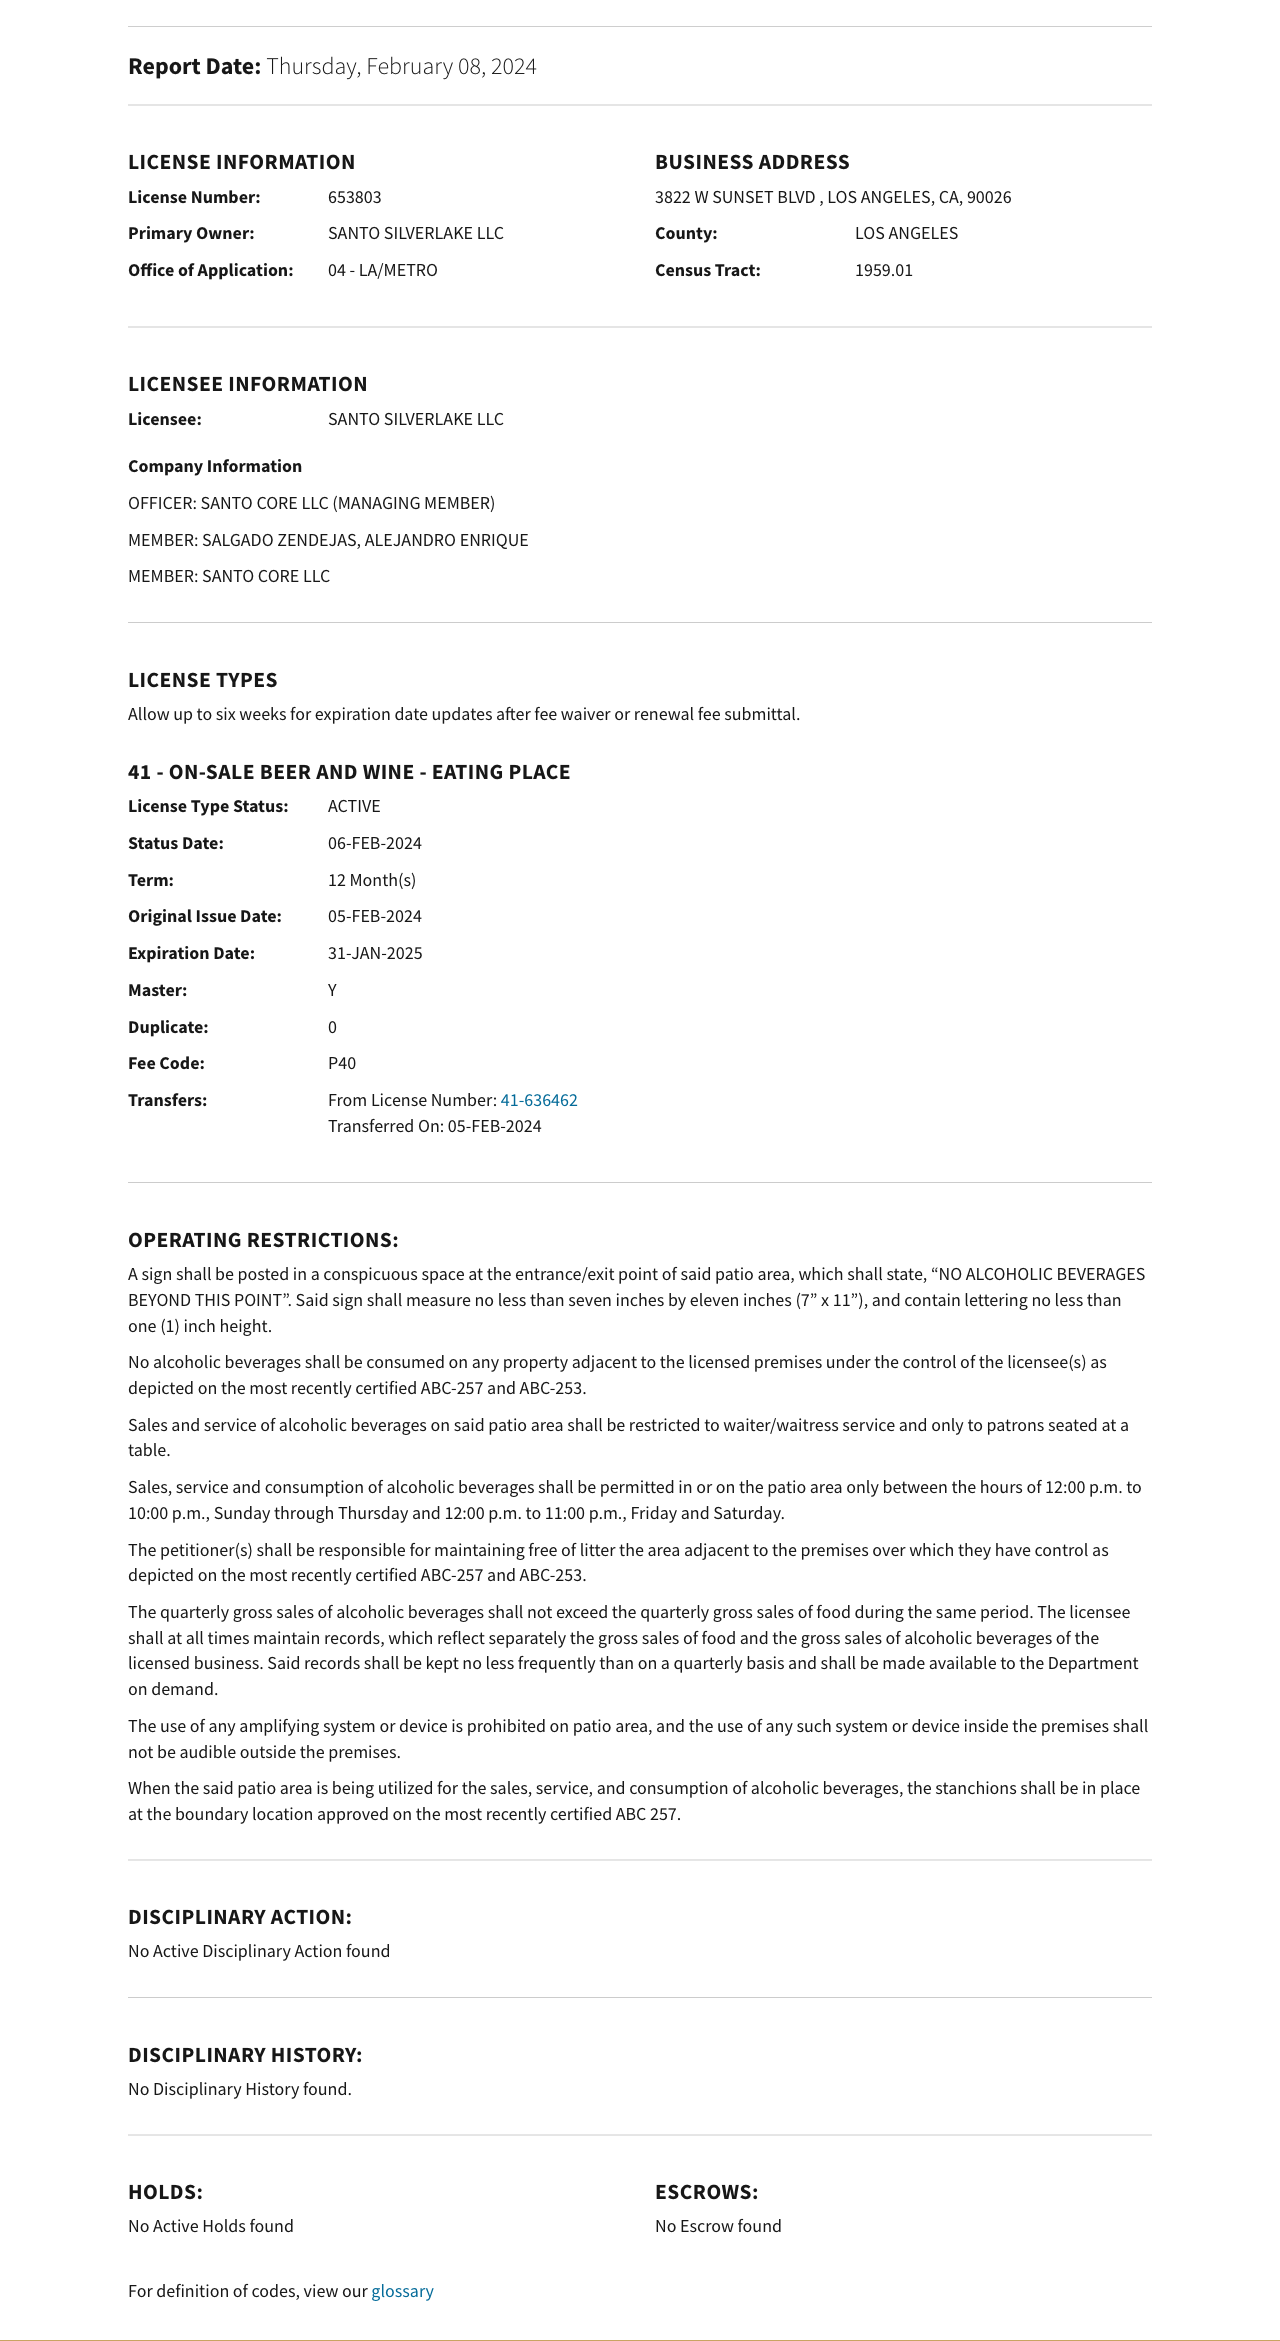 Report Date: Thursday, February 08, 2024
LICENSE INFORMATION
License Number: 653803
Primary Owner: SANTO SILVERLAKE LLC
Office of Application: 04 - LA/METRO
BUSINESS ADDRESS
3822 W SUNSET BLVD , LOS ANGELES, CA, 90026
County: LOS ANGELES
Census Tract: 1959.01
LICENSEE INFORMATION
Licensee: SANTO SILVERLAKE LLC
Company Information
OFFICER: SANTO CORE LLC (MANAGING MEMBER)
MEMBER: SALGADO ZENDEJAS, ALEJANDRO ENRIQUE
MEMBER: SANTO CORE LLC
LICENSE TYPES
Allow up to six weeks for expiration date updates after fee waiver or renewal fee submittal.
41 - ON-SALE BEER AND WINE - EATING PLACE
License Type Status: ACTIVE
Status Date: 06-FEB-2024
Term: 12 Month(s)
Original Issue Date: 05-FEB-2024
Expiration Date: 31-JAN-2025
Master: Y
Duplicate: 0
Fee Code: P40
Transfers: From License Number: 41-636462
Transferred On: 05-FEB-2024
OPERATING RESTRICTIONS:
A sign shall be posted in a conspicuous space at the entrance/exit point of said patio area, which shall state, “NO ALCOHOLIC BEVERAGES
BEYOND THIS POINT”. Said sign shall measure no less than seven inches by eleven inches (7” x 11”), and contain lettering no less than
one (1) inch height.
No alcoholic beverages shall be consumed on any property adjacent to the licensed premises under the control of the licensee(s) as
depicted on the most recently certified ABC-257 and ABC-253.
Sales and service of alcoholic beverages on said patio area shall be restricted to waiter/waitress service and only to patrons seated at a
table.
Sales, service and consumption of alcoholic beverages shall be permitted in or on the patio area only between the hours of 12:00 p.m. to
10:00 p.m., Sunday through Thursday and 12:00 p.m. to 11:00 p.m., Friday and Saturday.
The petitioner(s) shall be responsible for maintaining free of litter the area adjacent to the premises over which they have control as
depicted on the most recently certified ABC-257 and ABC-253.
The quarterly gross sales of alcoholic beverages shall not exceed the quarterly gross sales of food during the same period. The licensee
shall at all times maintain records, which reflect separately the gross sales of food and the gross sales of alcoholic beverages of the
licensed business. Said records shall be kept no less frequently than on a quarterly basis and shall be made available to the Department
on demand.
The use of any amplifying system or device is prohibited on patio area, and the use of any such system or device inside the premises shall
not be audible outside the premises.
When the said patio area is being utilized for the sales, service, and consumption of alcoholic beverages, the stanchions shall be in place
at the boundary location approved on the most recently certified ABC 257.
DISCIPLINARY ACTION:
No Active Disciplinary Action found
DISCIPLINARY HISTORY:
No Disciplinary History found.
HOLDS:
No Active Holds found
ESCROWS:
No Escrow found
For definition of codes, view our glossary